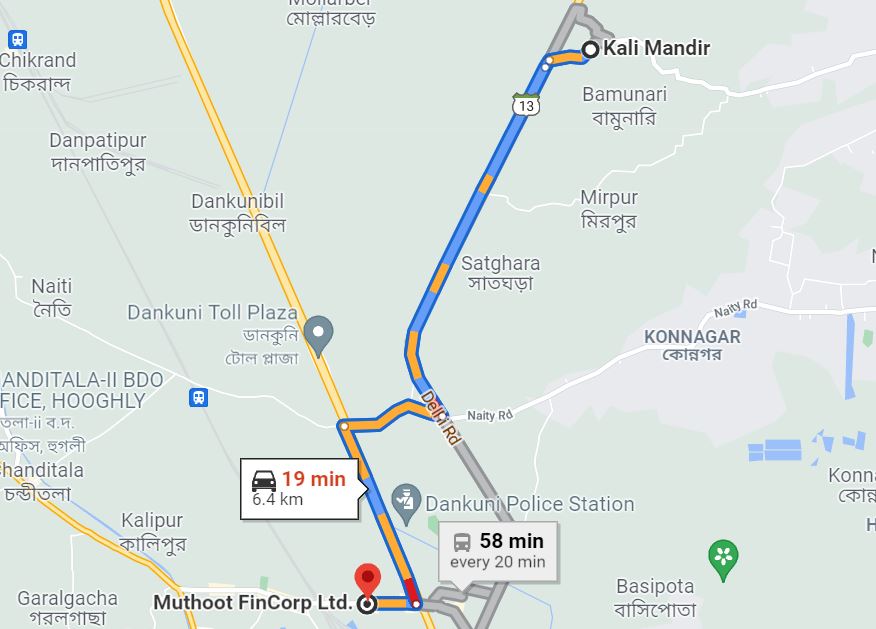 Mollarber
মোল্লারবেড়
Chikrand
চিকরান্দ
Kali Mandir
13
Bamunari
বামুনারি
Danpatipur
দানপাতিপুর
Dankunibil
ডানকুনিবিল
Mirpur
মিরপুর
Satghara
সাতঘড়া
Naiti
নৈতি
Dankuni Toll Plaza
ডানকুনি
টোল প্লাজা
Naity Rd
KONNAGAR
কোন্নগর
ANDITALA-II BDO
FICE, HOOGHLY
তলা-ii ব.দ.
অফিস, হুগলী
Delhi Rd
Naity Rd
19 min
6.4 km
Chanditala
চন্ডীতলা
Dankuni Police Station
Konna
Kalipur
কালিপুর
58 min
every 20 min
Basipota
বাসিপোতা
Garalgacha
গরলগাছা
Muthoot FinCorp Ltd.